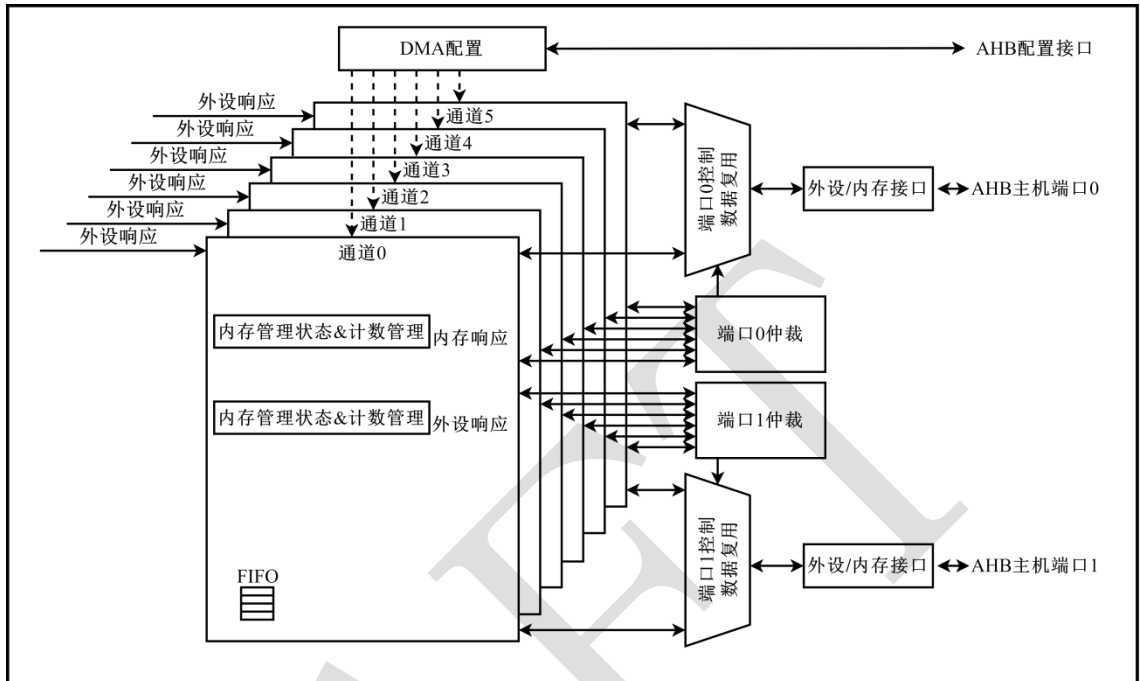 DMA配置
AHB配置接口
外设响应
通道5
外设响应
通道4
外设响应
通道3
外设响应
通道2
外设响应
通道1
外设响应
通道0
端口0控制
数据复用
外设/内存接口
AHB主机端口0
内存管理状态&计数管理
内存响应
端口0仲裁
内存管理状态&计数管理
外设响应
端口1仲裁
端口1控制
数据复用
外设/内存接口
AHB主机端口1
FIFO